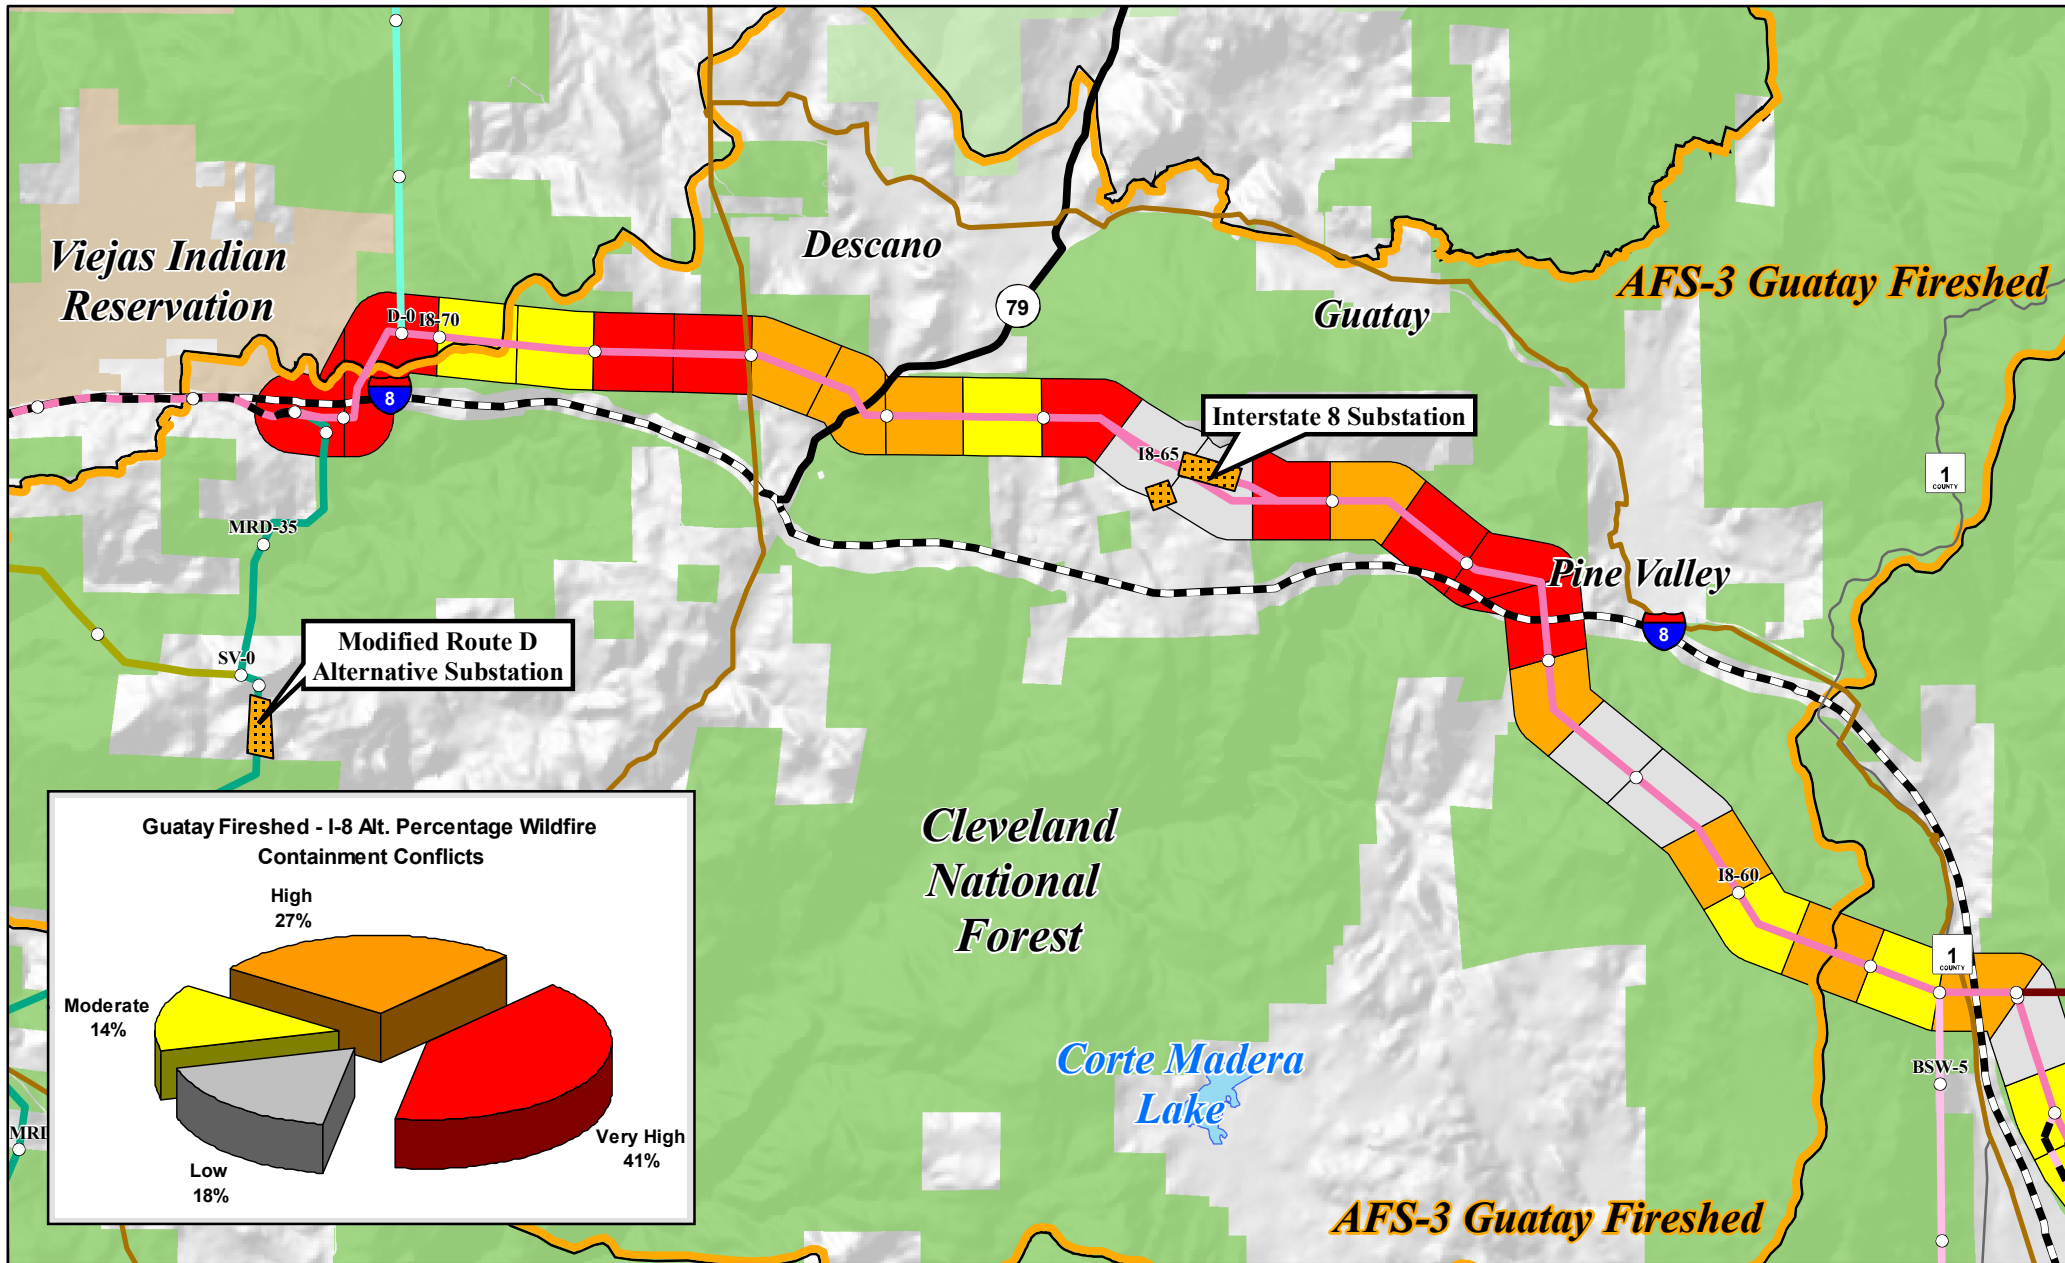 Viejas Indian
Reservation
Descano
79
Guatay
AFS-3 Guatay Fireshed
D-0
I8-70
8
Interstate 8 Substation
I8-65
1
COUNTY
MRD-35
Pine Valley
8
Modified Route D
Alternative Substation
SV-0
Cleveland
National
Forest
I8-60
1
COUNTY
Corte Madera
Lake
BSW-5
MRD
AFS-3 Guatay Fireshed
Guatay Fireshed - I-8 Alt. Percentage Wildfire
Containment Conflicts
High
27%
Moderate
14%
Low
18%
Very High
41%